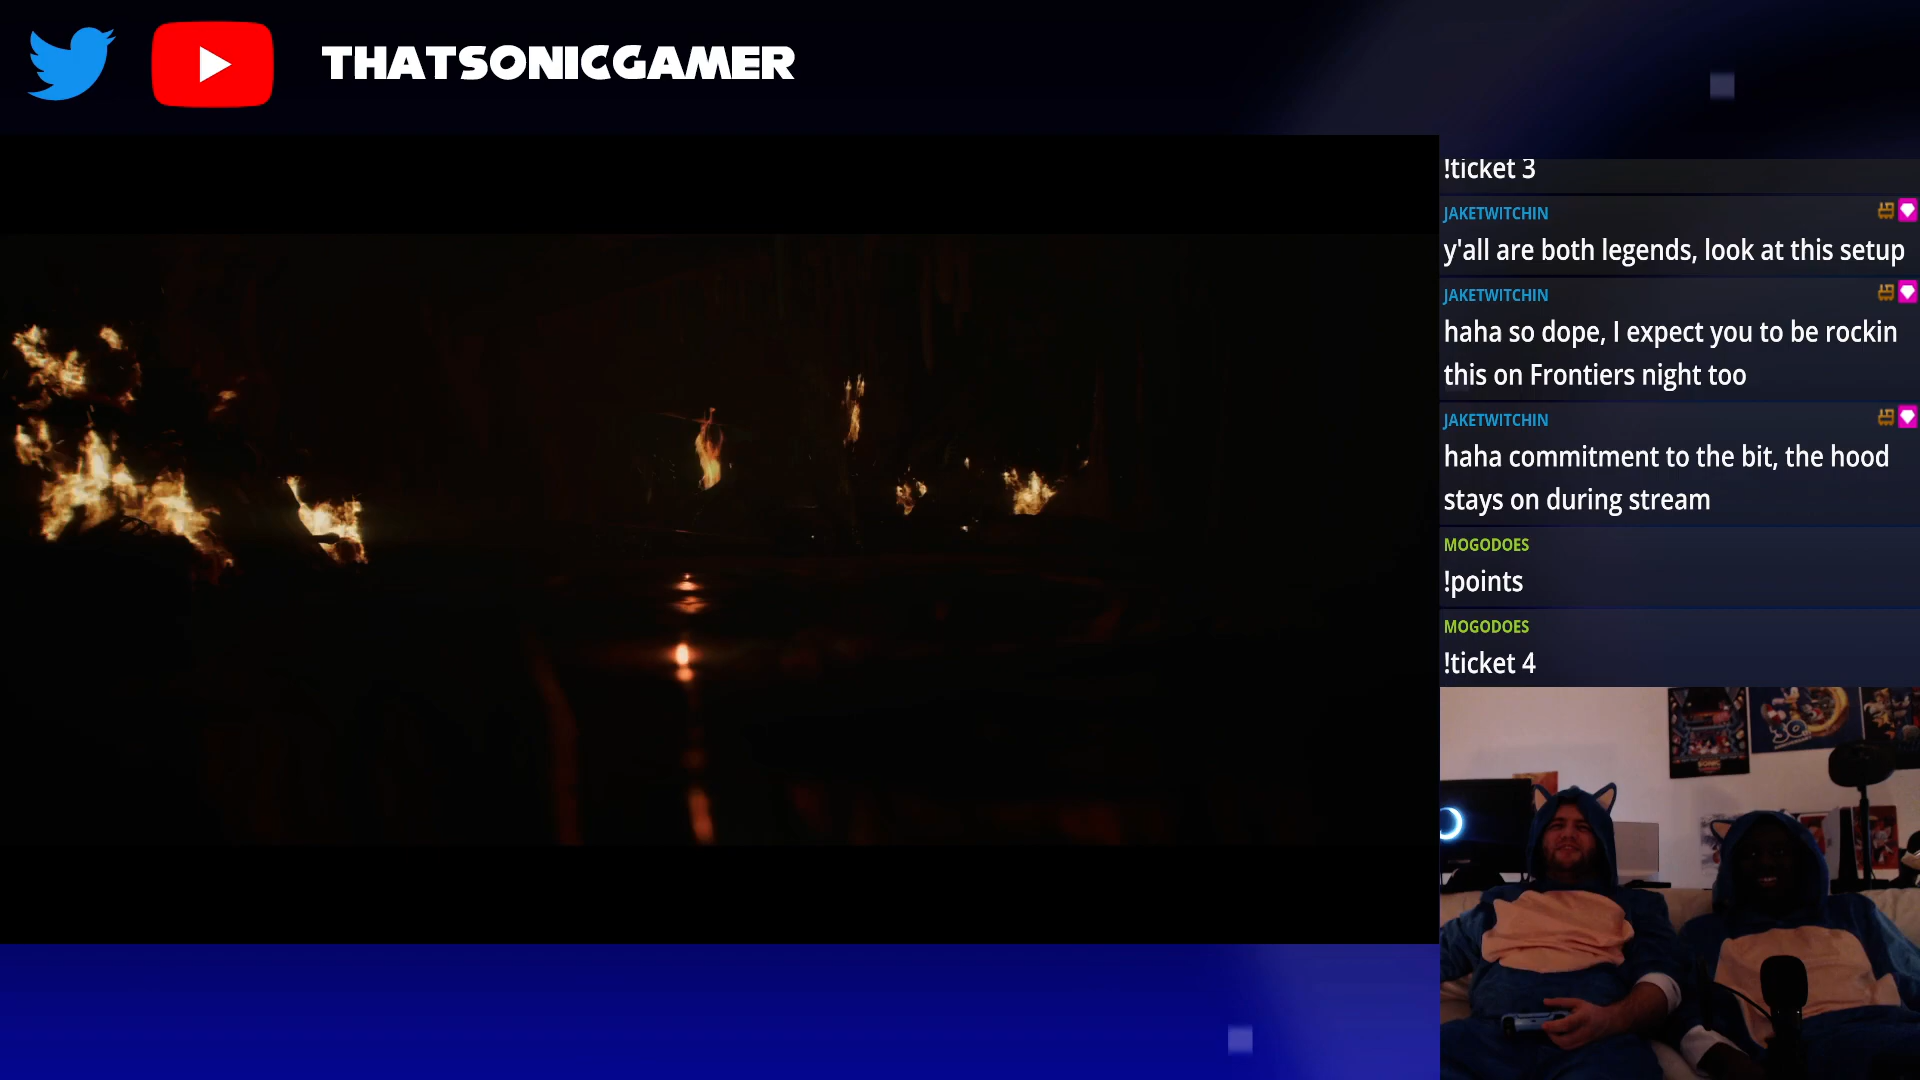 THATSONICGAMER
!ticket 3
JAKETWITCHIN
y'all are both legends, look at this setup
JAKETWITCHIN
haha so dope, I expect you to be rockin
this on Frontiers night too
JAKETWITCHIN
haha commitment to the bit, the hood
stays on during stream
MOGODOES
!points
MOGODOES
!ticket 4